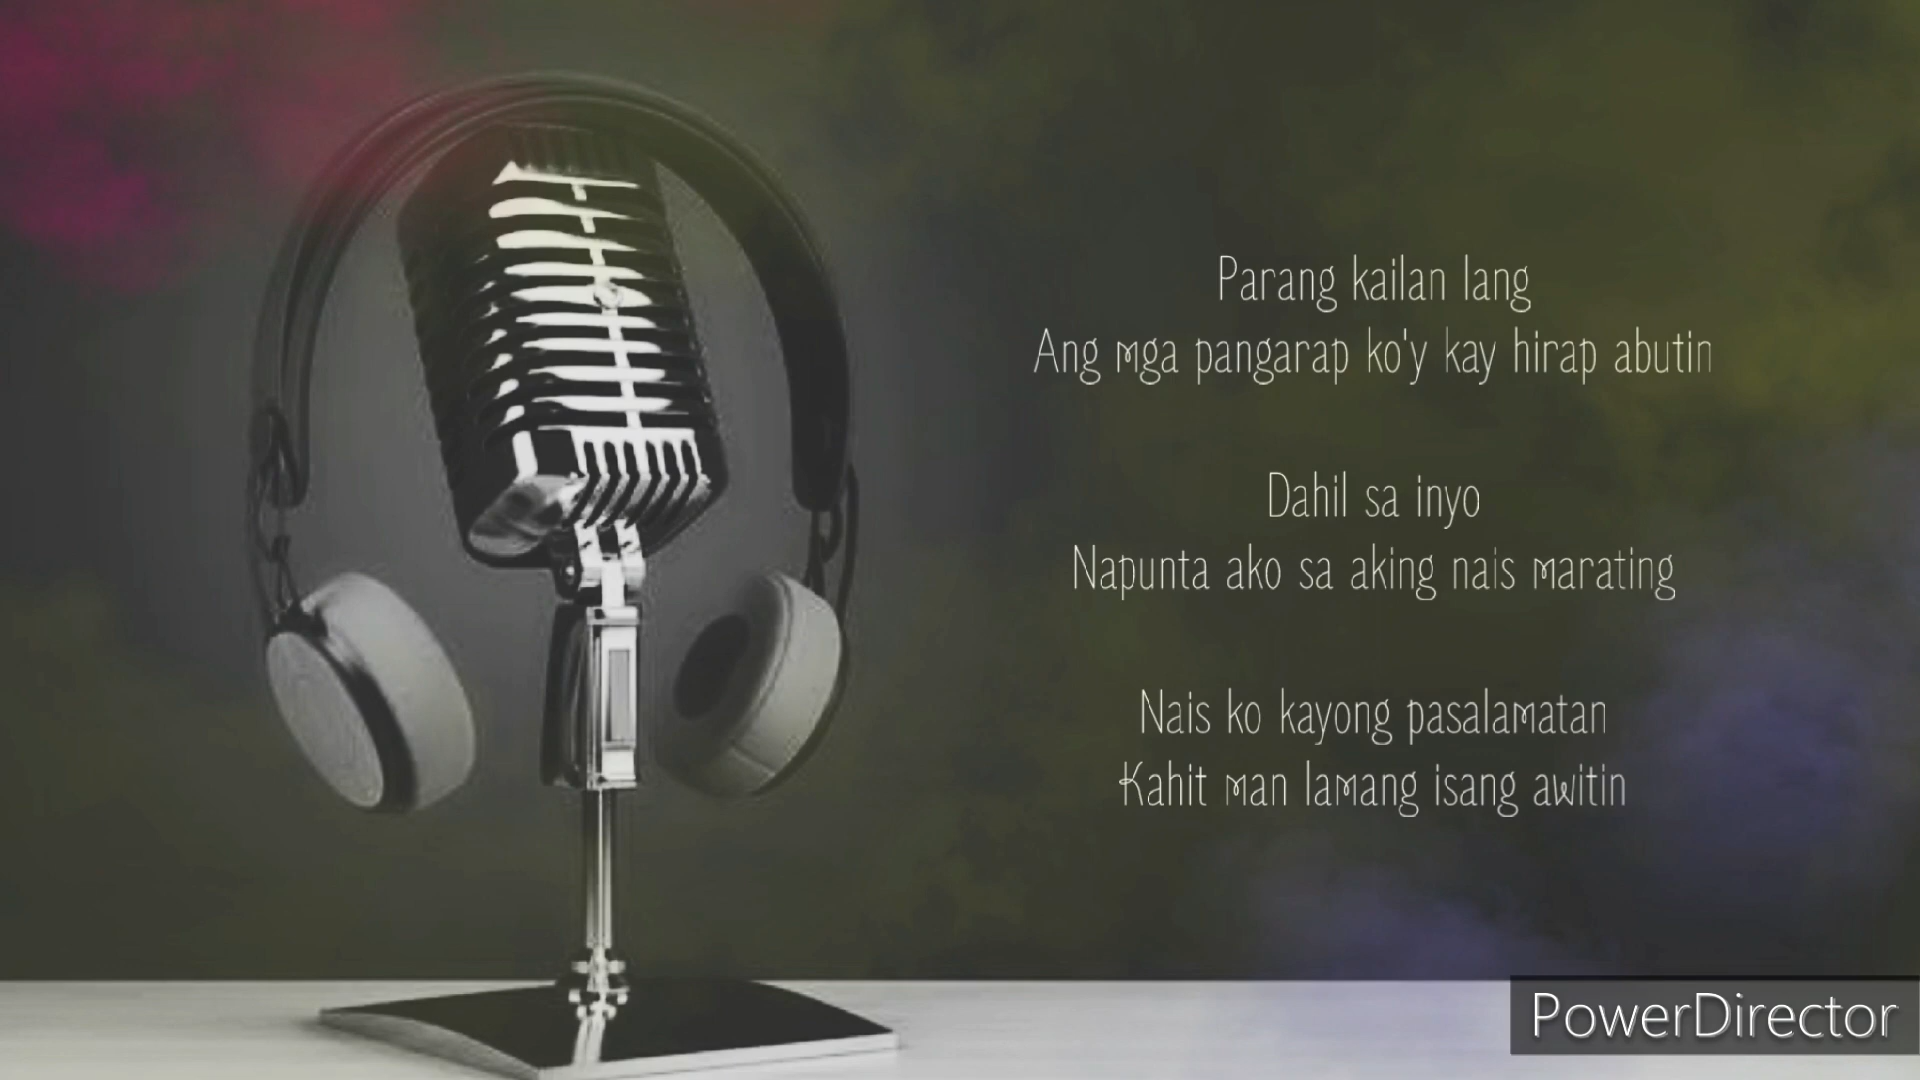 Parang kailan lang
Ang mga pangarap ko'y kay hirap abutin
Dahil sa inyo
Napunta ako sa aking nais marating
Nais ko kayong pasalamatan
Kahit man lamang isang awitin
PowerDirector